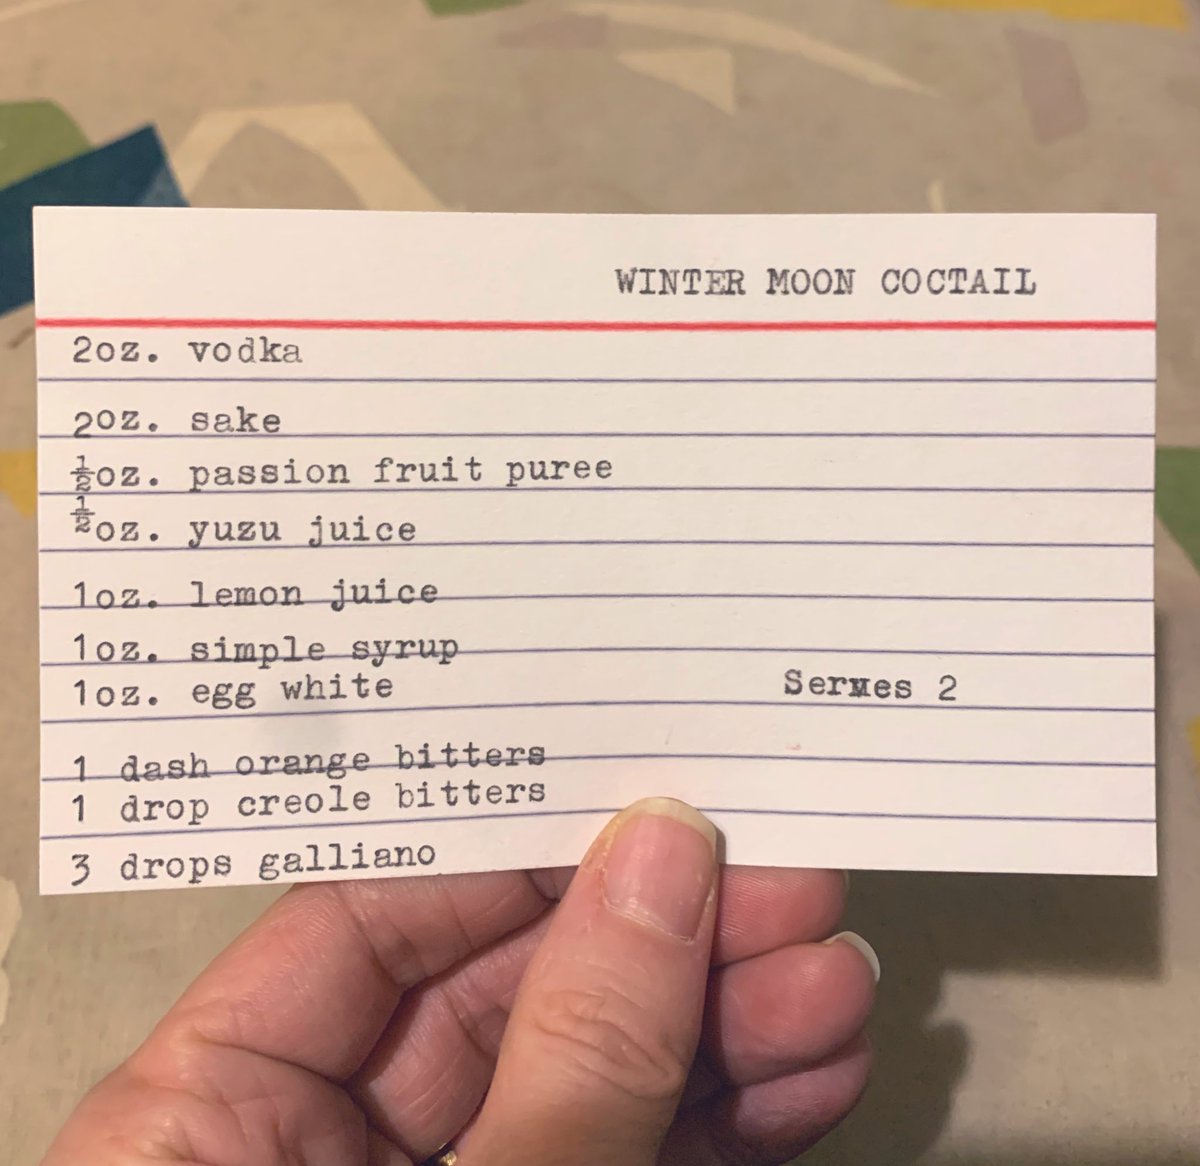 WINTER MOON COCTAIL
2oz. vodka
2oz. sake
½oz. passion fruit puree
½oz. yuzu juice
1oz. lemon juice
1oz. simple syrup
1oz. egg white Serves 2
1 dash orange bitters
1 drop creole bitters
3 drops galliano